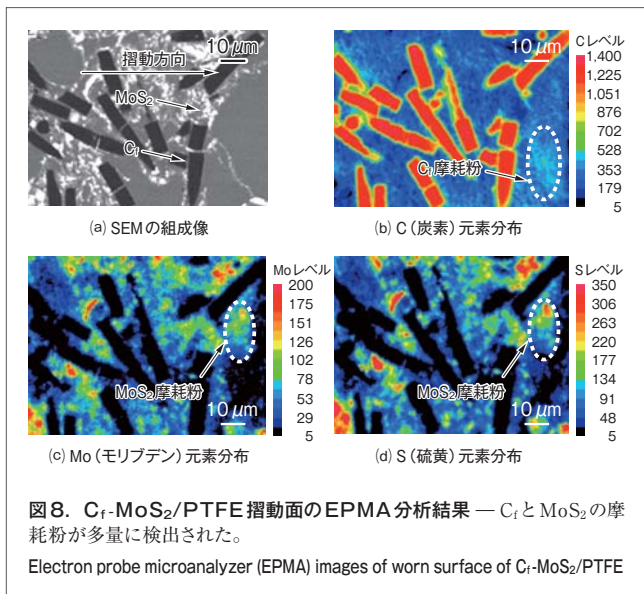 10 μm
摺動方向
MoS₂
Cf
(a) SEMの組成像
10 μm
Cf摩耗粉
Cレベル
1,400
1,225
1,051
876
702
528
353
179
5
(b) C(炭素)元素分布
MoS₂摩耗粉
10 μm
Moレベル
200
175
151
126
102
78
53
29
5
(c) Mo(モリブデン)元素分布
MoS₂摩耗粉
10 μm
Sレベル
350
306
263
220
177
134
91
48
5
(d) S(硫黄)元素分布
図8. Cf-MoS₂/PTFE摺動面のEPMA分析結果 — CfとMoS₂の摩
耗粉が多量に検出された。
Electron probe microanalyzer (EPMA) images of worn surface of Cf-MoS₂/PTFE